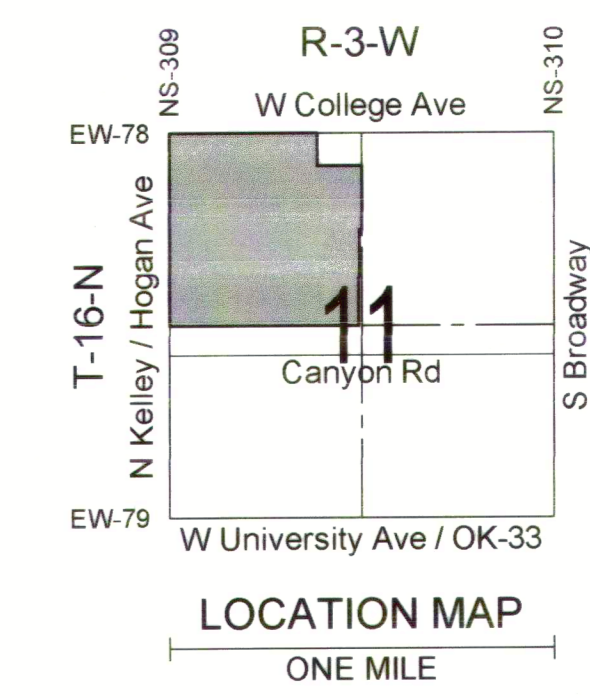 R-3-W
NS-309
NS-310
W College Ave
EW-78
T-16-N
N Kelley / Hogan Ave
S Broadway
11
Canyon Rd
EW-79
W University Ave / OK-33
LOCATION MAP
ONE MILE